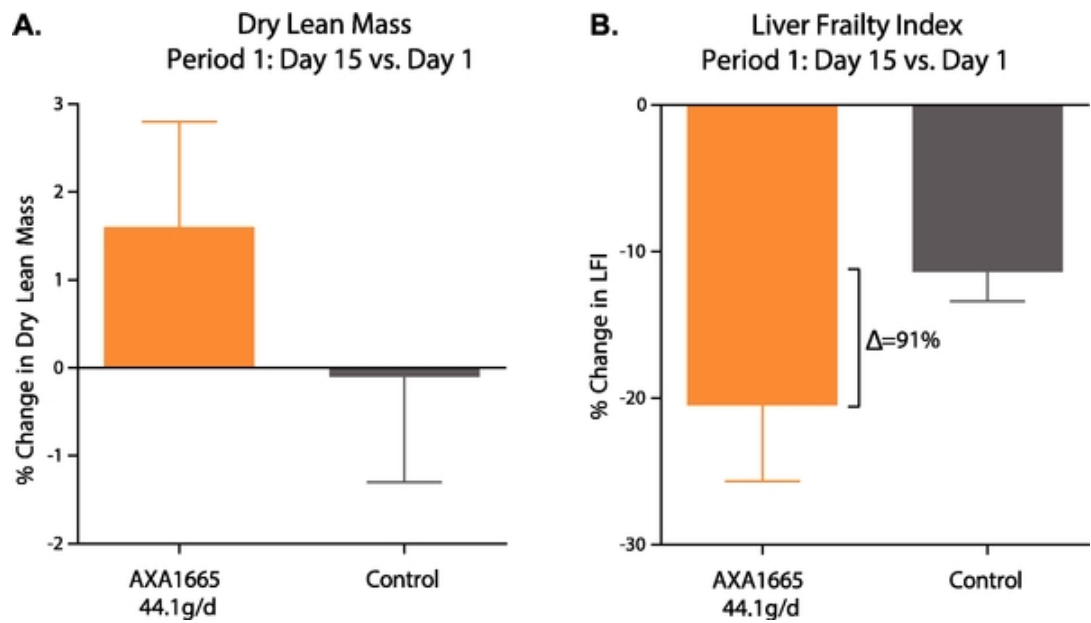 A.
Dry Lean Mass
Period 1: Day 15 vs. Day 1
% Change in Dry Lean Mass
3
2
1
0
-1
-2
AXA1665
44.1g/d
Control
B.
Liver Frailty Index
Period 1: Day 15 vs. Day 1
% Change in LFI
0
-10
-20
-30
Δ=91%
AXA1665
44.1g/d
Control